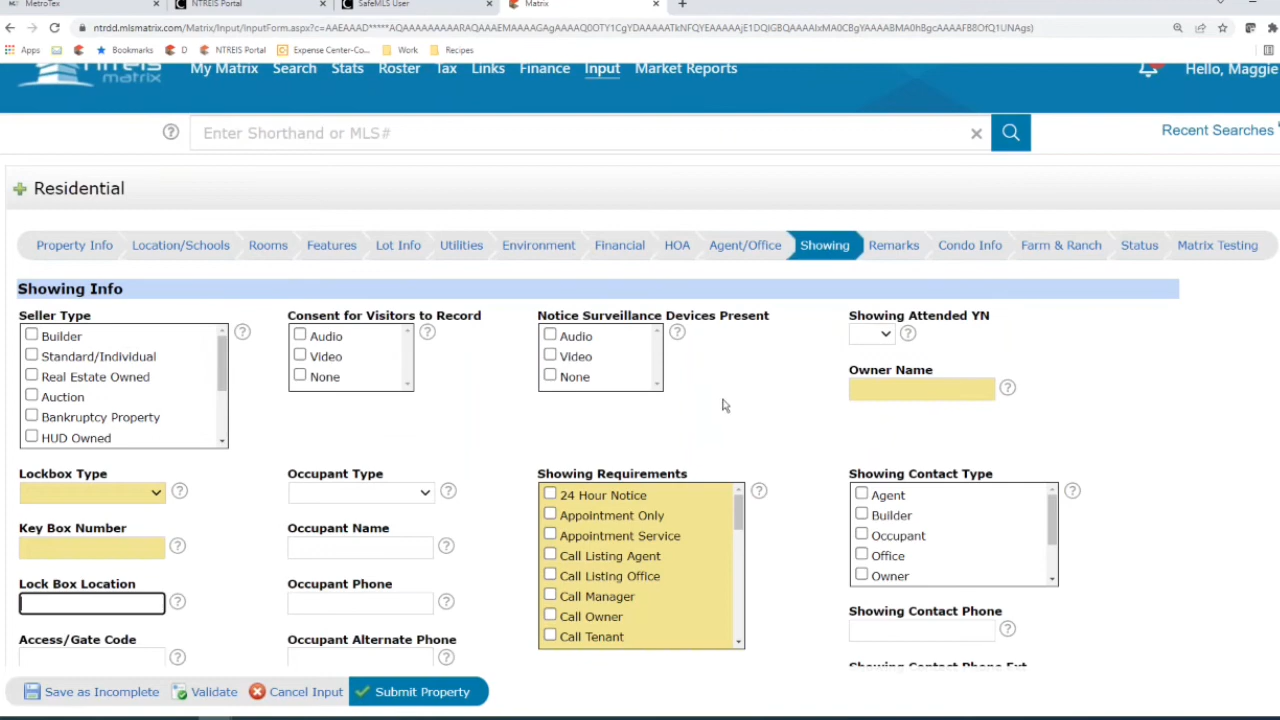 MetroTex
NTREIS Portal
SafeMLS User
Matrix
ntrdd.mlsmatrix.com/Matrix/Input/InputForm.aspx?c=
Apps
Bookmarks
D
NTREIS Portal
Expense Center-Co...
Work
Recipes
NTREIS
matrix
My Matrix Search Stats Roster Tax Links Finance Input Market Reports
Hello, Maggie
Enter Shorthand or MLS#
Recent Searches
Residential
Property Info Location/Schools Rooms Features Lot Info Utilities Environment Financial HOA Agent/Office Showing Remarks Condo Info Farm & Ranch Status Matrix Testing
Showing Info
Seller Type
Builder
Standard/Individual
Real Estate Owned
Auction
Bankruptcy Property
HUD Owned
Consent for Visitors to Record
Audio
Video
None
Notice Surveillance Devices Present
Audio
Video
None
Showing Attended YN
Owner Name
Lockbox Type
Key Box Number
Lock Box Location
Access/Gate Code
Occupant Type
Occupant Name
Occupant Phone
Occupant Alternate Phone
Showing Requirements
24 Hour Notice
Appointment Only
Appointment Service
Call Listing Agent
Call Listing Office
Call Manager
Call Owner
Call Tenant
Showing Contact Type
Agent
Builder
Occupant
Office
Owner
Showing Contact Phone
Showing Contact Phone Ext
Save as Incomplete
Validate
Cancel Input
Submit Property